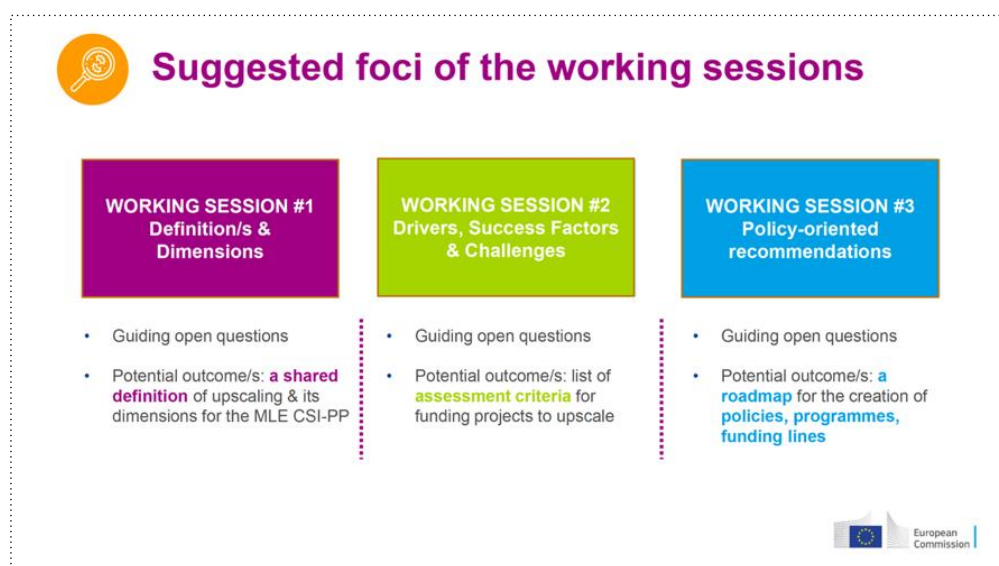 Suggested foci of the working sessions
WORKING SESSION #1
Definition/s &
Dimensions
• Guiding open questions
• Potential outcome/s: a shared
definition of upscaling & its
dimensions for the MLE CSI-PP
WORKING SESSION #2
Drivers, Success Factors
& Challenges
• Guiding open questions
• Potential outcome/s: list of
assessment criteria for
funding projects to upscale
WORKING SESSION #3
Policy-oriented
recommendations
• Guiding open questions
• Potential outcome/s: a
roadmap for the creation of
policies, programmes,
funding lines
European
Commission